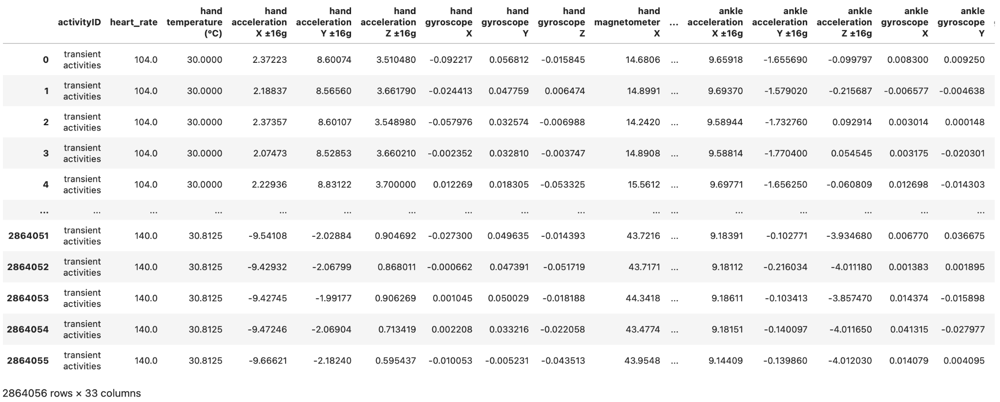 activityID heart_rate hand temperature (°C) hand acceleration X ±16g hand acceleration Y ±16g hand acceleration Z ±16g hand gyroscope X hand gyroscope Y hand gyroscope Z hand magnetometer X ... ankle acceleration X ±16g ankle acceleration Y ±16g ankle acceleration Z ±16g ankle gyroscope X ankle gyroscope Y
0 transient activities 104.0 30.0000 2.37223 8.60074 3.510480 -0.092217 0.056812 -0.015845 14.6806 ... 9.65918 -1.655690 -0.099797 0.008300 0.009250
1 transient activities 104.0 30.0000 2.18837 8.56560 3.661790 -0.024413 0.047759 0.006474 14.8991 ... 9.69370 -1.579020 -0.215687 -0.006577 -0.004638
2 transient activities 104.0 30.0000 2.37357 8.60107 3.548980 -0.057976 0.032574 -0.006988 14.2420 ... 9.58944 -1.732760 0.092914 0.003014 0.000148
3 transient activities 104.0 30.0000 2.07473 8.52853 3.660210 -0.002352 0.032810 -0.003747 14.8908 ... 9.58814 -1.770400 0.054545 0.003175 -0.020301
4 transient activities 104.0 30.0000 2.22936 8.83122 3.700000 0.012269 0.018305 -0.053325 15.5612 ... 9.69771 -1.656250 -0.060809 0.012698 -0.014303
... ... ... ... ... ... ... ... ... ... ... ... ... ... ... ... ...
2864051 transient activities 140.0 30.8125 -9.54108 -2.02884 0.904692 -0.027300 0.049635 -0.014393 43.7216 ... 9.18391 -0.102771 -3.934680 0.006770 0.036675
2864052 transient activities 140.0 30.8125 -9.42932 -2.06799 0.868011 -0.000662 0.047391 -0.051719 43.7171 ... 9.18112 -0.216034 -4.011180 0.001383 0.001895
2864053 transient activities 140.0 30.8125 -9.42745 -1.99177 0.906269 0.001045 0.050029 -0.018188 44.3418 ... 9.18611 -0.103413 -3.857470 0.014374 -0.015898
2864054 transient activities 140.0 30.8125 -9.47246 -2.06904 0.713419 0.002208 0.033216 -0.022058 43.4774 ... 9.18151 -0.140097 -4.011650 0.041315 -0.027977
2864055 transient activities 140.0 30.8125 -9.66621 -2.18240 0.595437 -0.010053 -0.005231 -0.043513 43.9548 ... 9.14409 -0.139860 -4.012030 0.014079 0.004095
2864056 rows × 33 columns